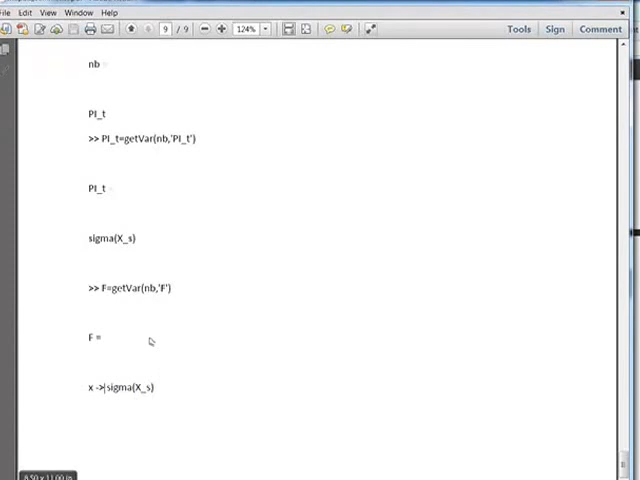 File Edit View Window Help
9 / 9 124% Tools Sign Comment
nb =
PI_t
>> PI_t=getVar(nb,'PI_t')
PI_t =
sigma(X_s)
>> F=getVar(nb,'F')
F =
x -> sigma(X_s)
8.50 x 11.00 in